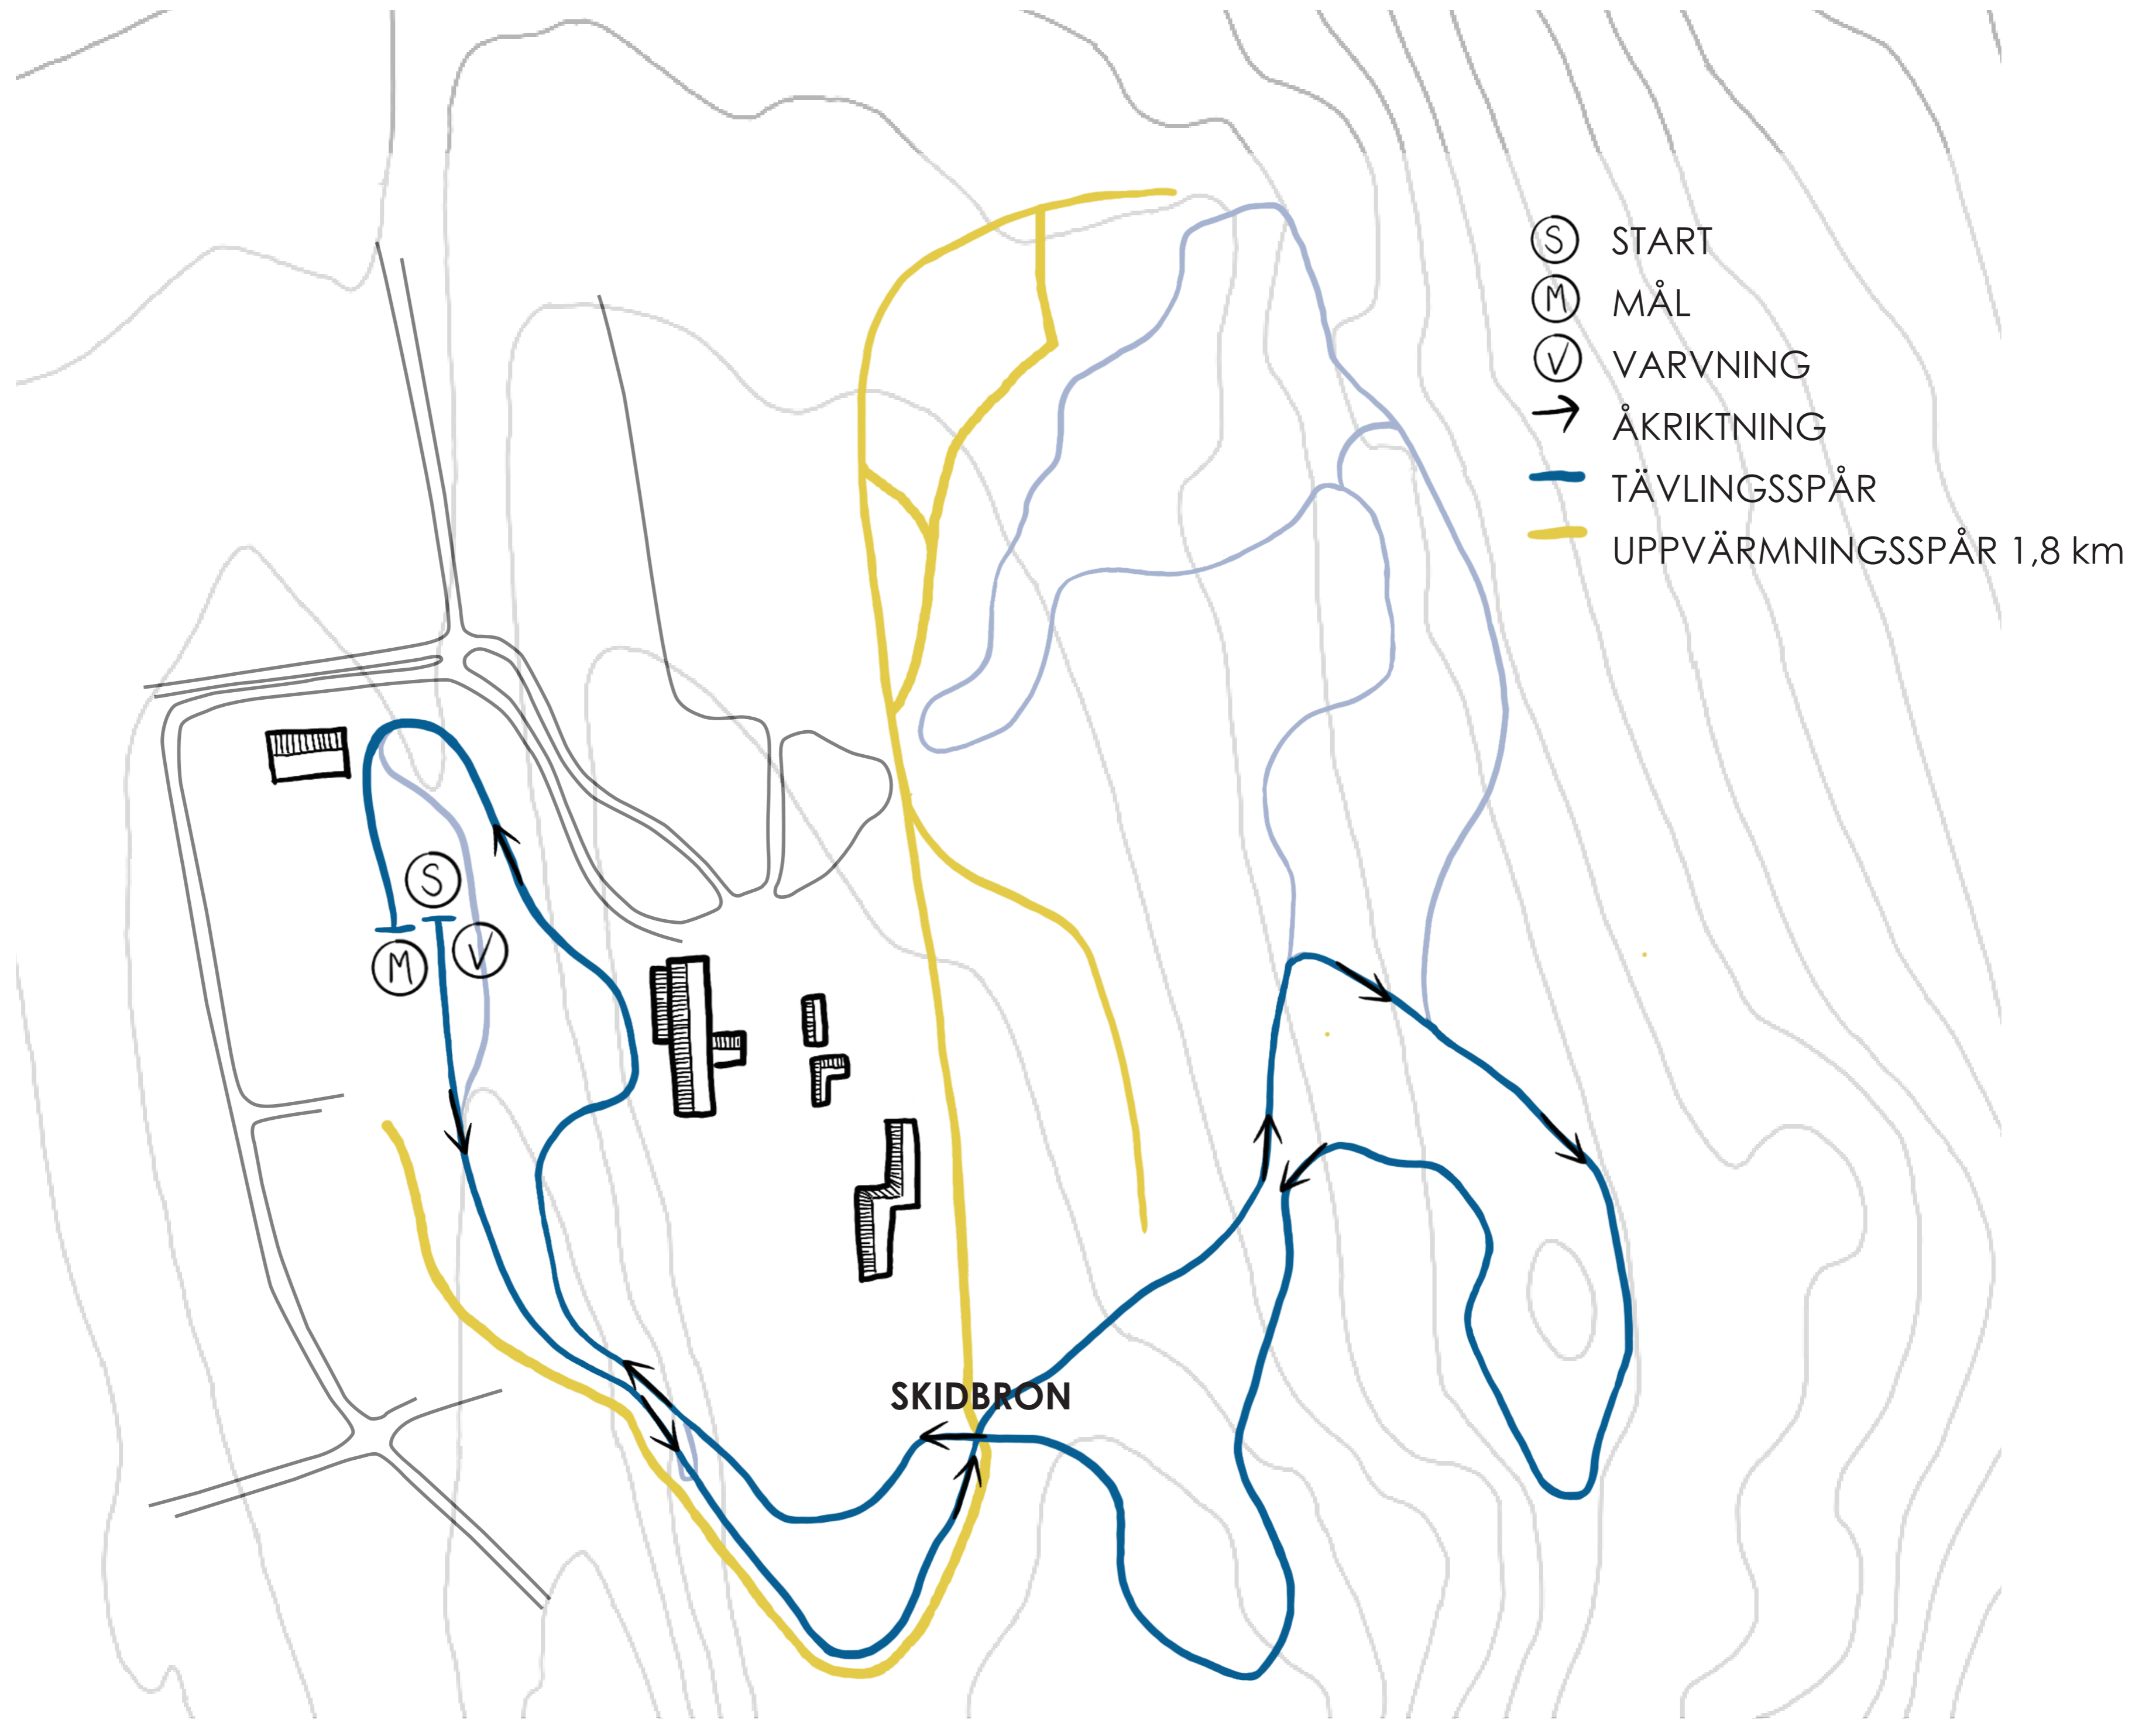 S START
M MÅL
V VARVNING
ÅKRIKTNING
TÄVLINGSSPÅR
UPPVÄRMNINGSSPÅR 1,8 km
S
V
M
SKIDBRON